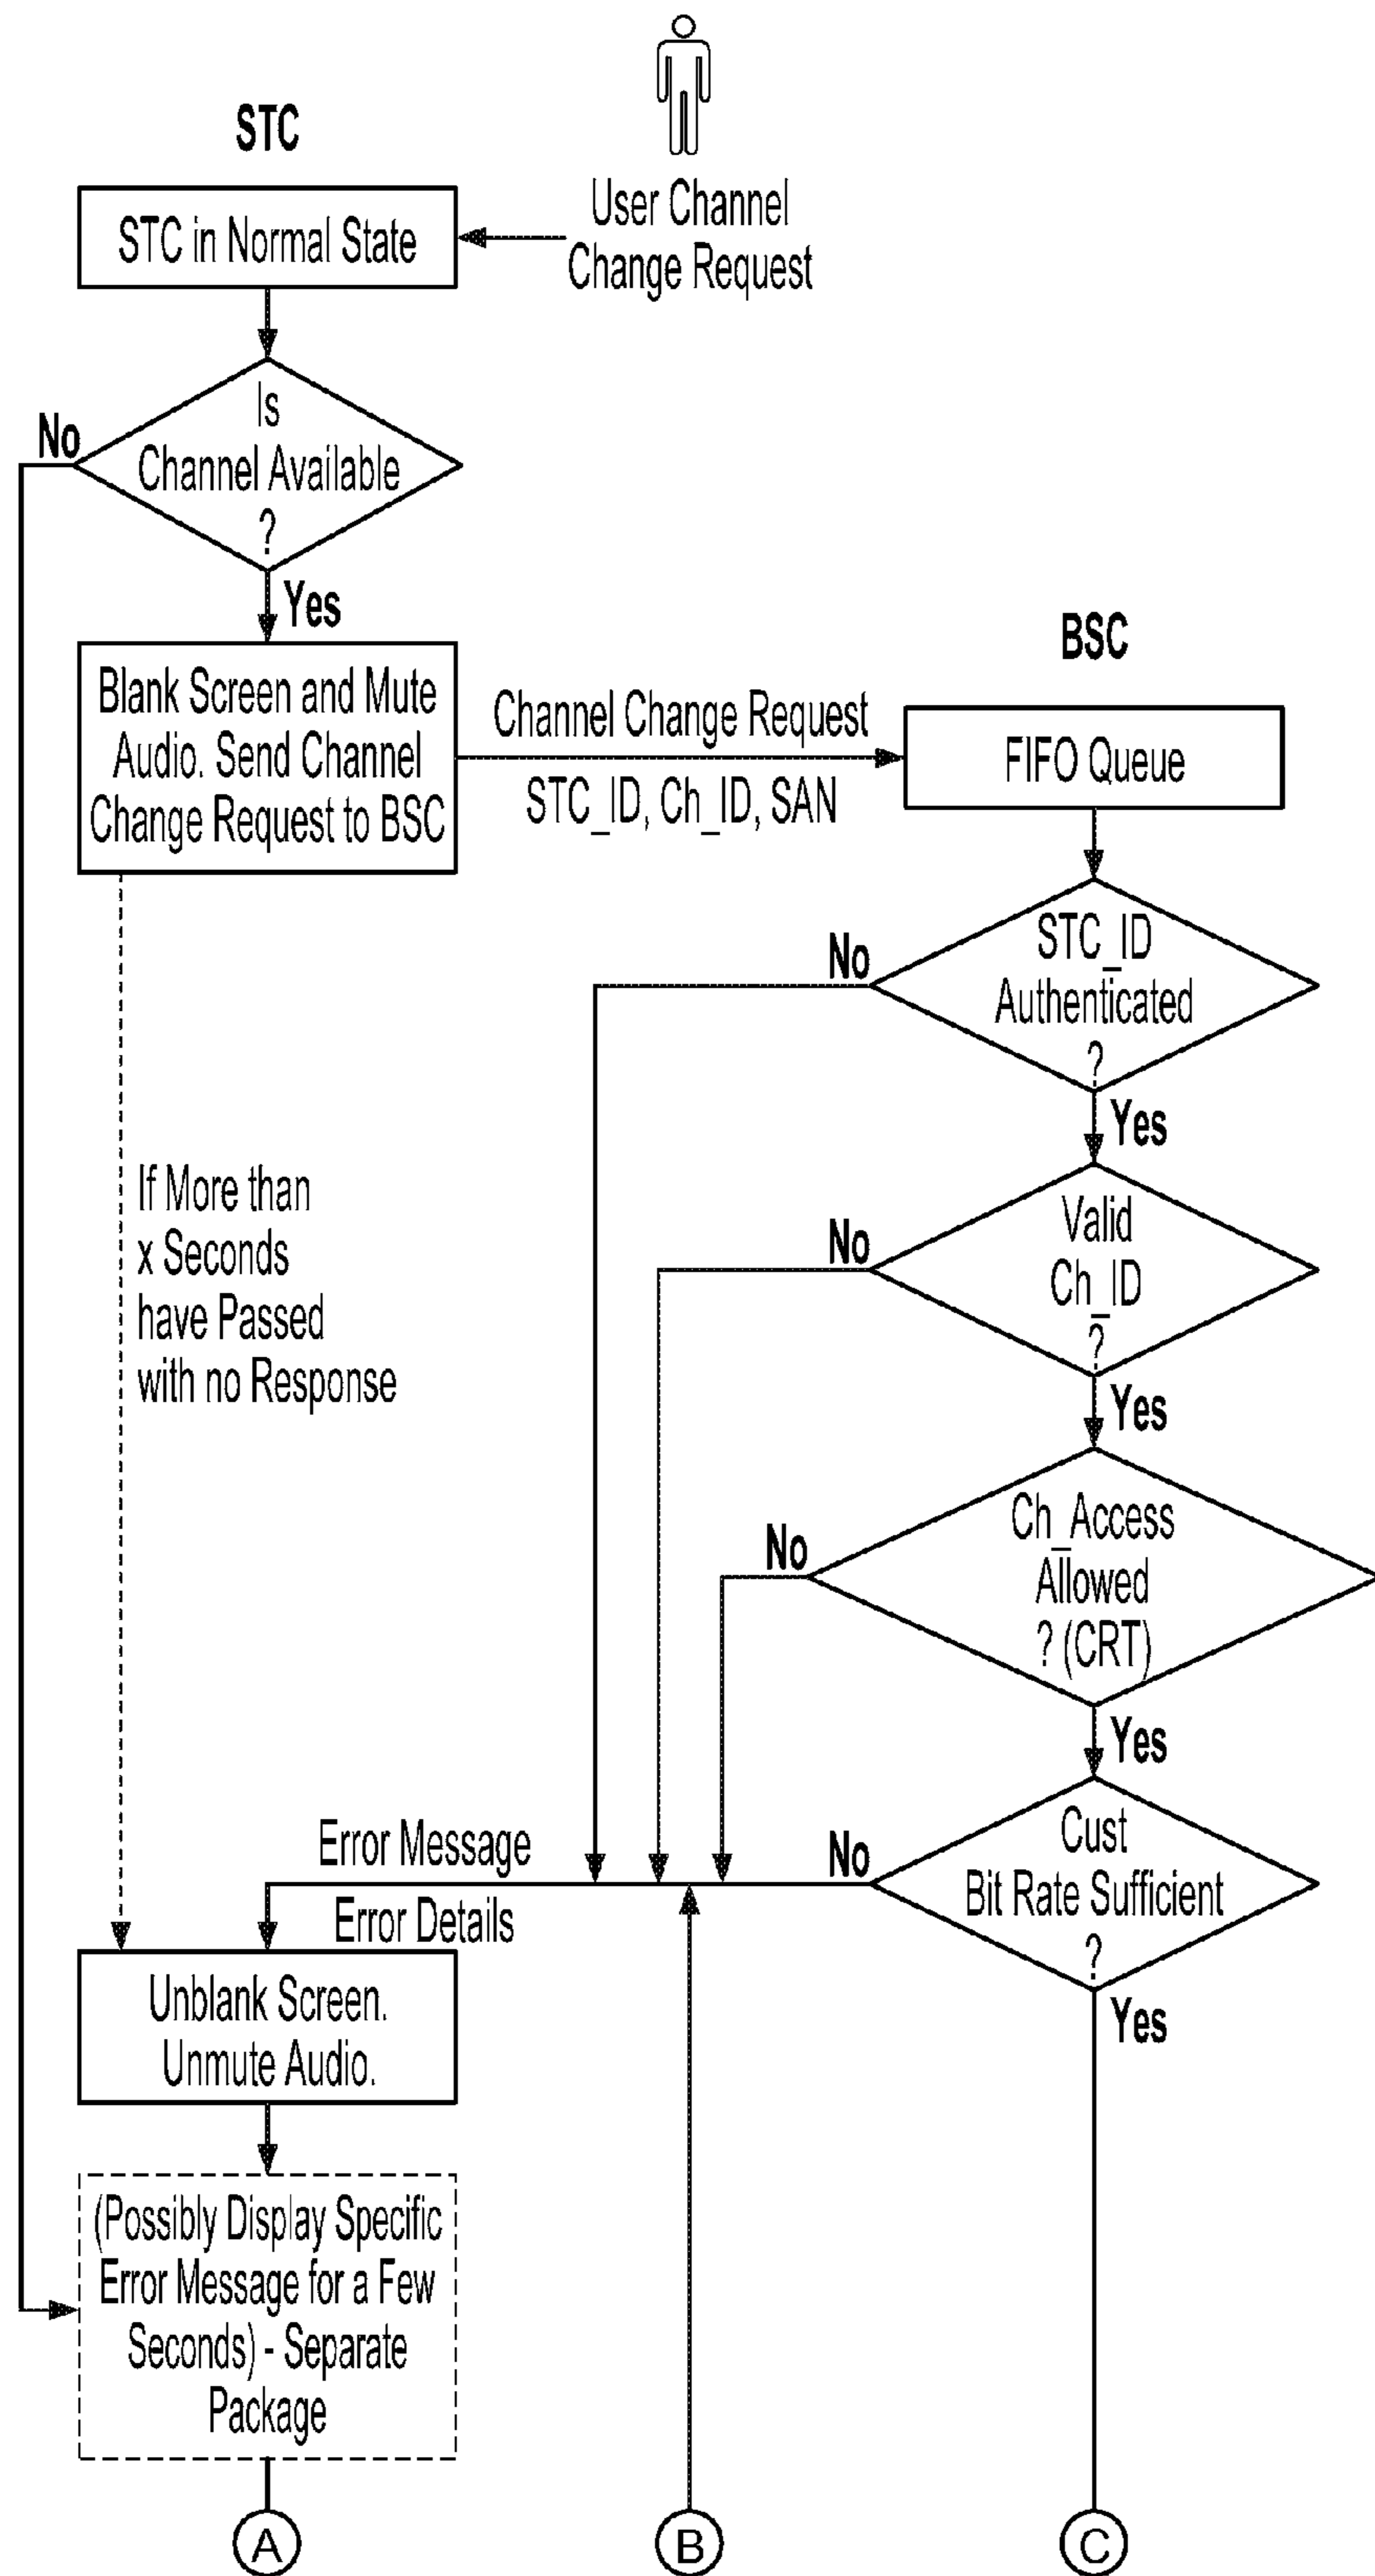 STC
User Channel
Change Request
STC in Normal State
Is
Channel Available
?
No
Yes
BSC
Blank Screen and Mute
Audio. Send Channel
Change Request to BSC
Channel Change Request
STC_ID, Ch_ID, SAN
FIFO Queue
STC_ID
Authenticated
?
No
Yes
If More than
x Seconds
have Passed
with no Response
Valid
Ch_ID
?
No
Yes
Ch_Access
Allowed
? (CRT)
No
Yes
Cust
Bit Rate Sufficient
?
No
Yes
Error Message
Error Details
Unblank Screen.
Unmute Audio.
(Possibly Display Specific
Error Message for a Few
Seconds) - Separate
Package
A
B
C